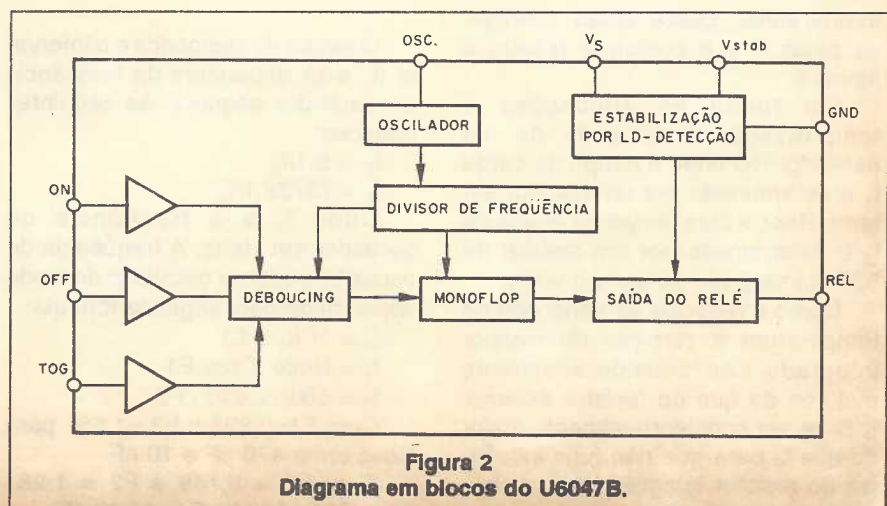 OSC.
VS
Vstab
OSCILADOR
ESTABILIZAÇÃO
POR LD-DETECÇÃO
GND
ON
DIVISOR DE FREQÜÊNCIA
OFF
DEBOUCING
MONOFLOP
SAÍDA DO RELÉ
REL
TOG
Figura 2
Diagrama em blocos do U6047B.